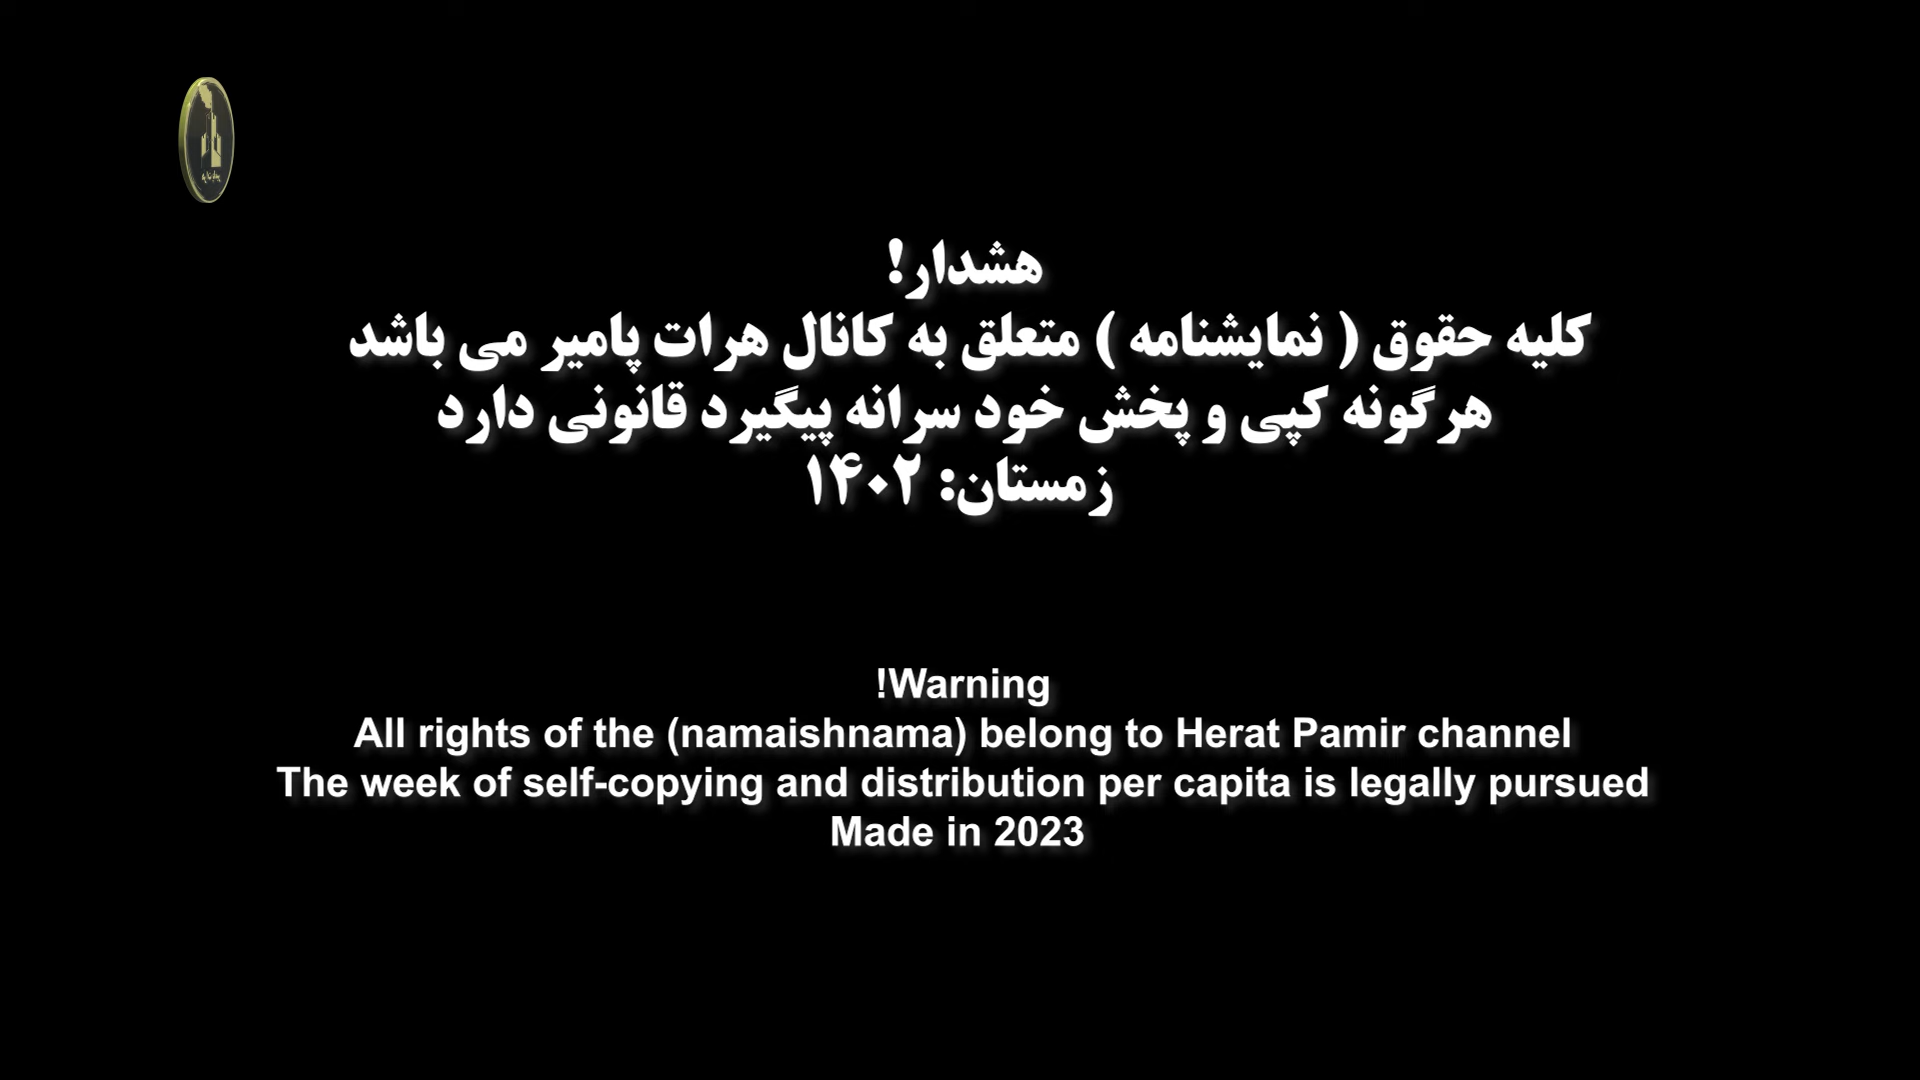 هشدار!
کلیه حقوق ( نمایشنامه ) متعلق به کانال هرات پامیر می باشد
هرگونه کپی و پخش خود سرانه پیگیرد قانونی دارد
زمستان: ۱۴۰۲
!Warning
All rights of the (namaishnama) belong to Herat Pamir channel
The week of self-copying and distribution per capita is legally pursued
Made in 2023